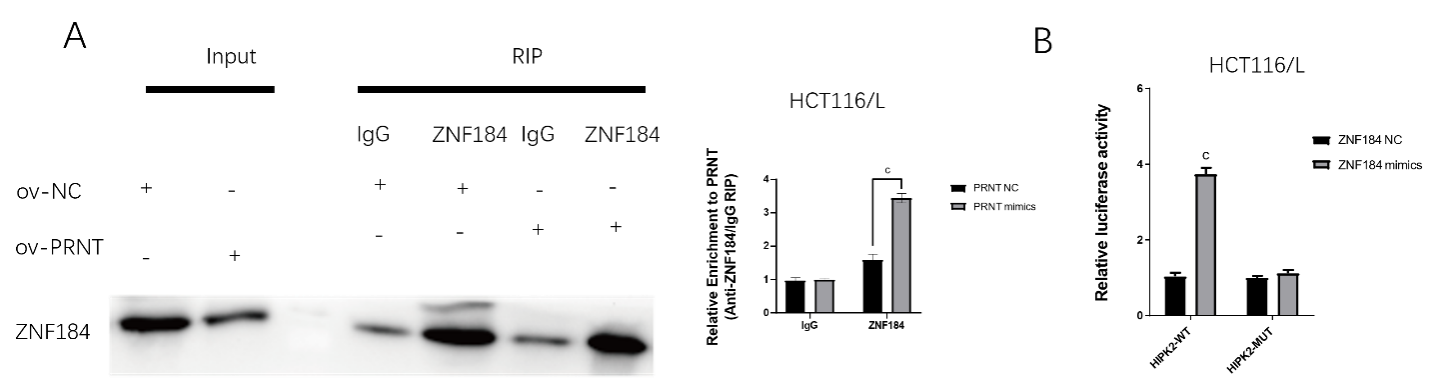 A
Input
RIP
IgG
ZNF184
IgG
ZNF184
ov-NC
+
-
+
+
-
-
ov-PRNT
-
+
-
-
+
+
ZNF184
HCT116/L
Relative Enrichment to PRNT
(Anti-ZNF184/IgG RIP)
4
3
2
1
0
c
IgG
ZNF184
PRNT NC
PRNT mimics
B
HCT116/L
Relative luciferase activity
6
4
2
0
c
HIPK2-WT
HIPK2-MUT
ZNF184 NC
ZNF184 mimics